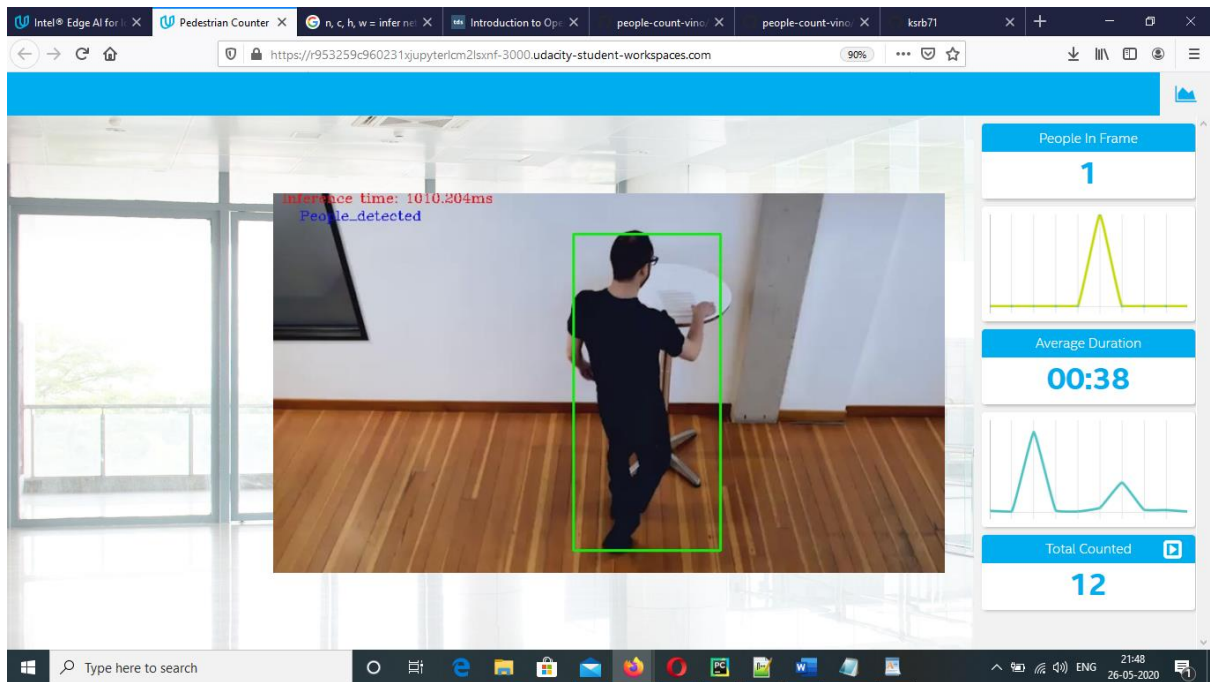 Intel® Edge AI for I
Pedestrian Counter
n, c, h, w = infer net
Introduction to Ope
people-count-vino/
people-count-vino/
ksrb71
https://r953259c960231xjupyterlcm2lsxnf-3000.udacity-student-workspaces.com
90%
People In Frame
1
Inference time: 1010.204ms
People_detected
Average Duration
00:38
Total Counted
12
Type here to search
ENG
21:48
26-05-2020